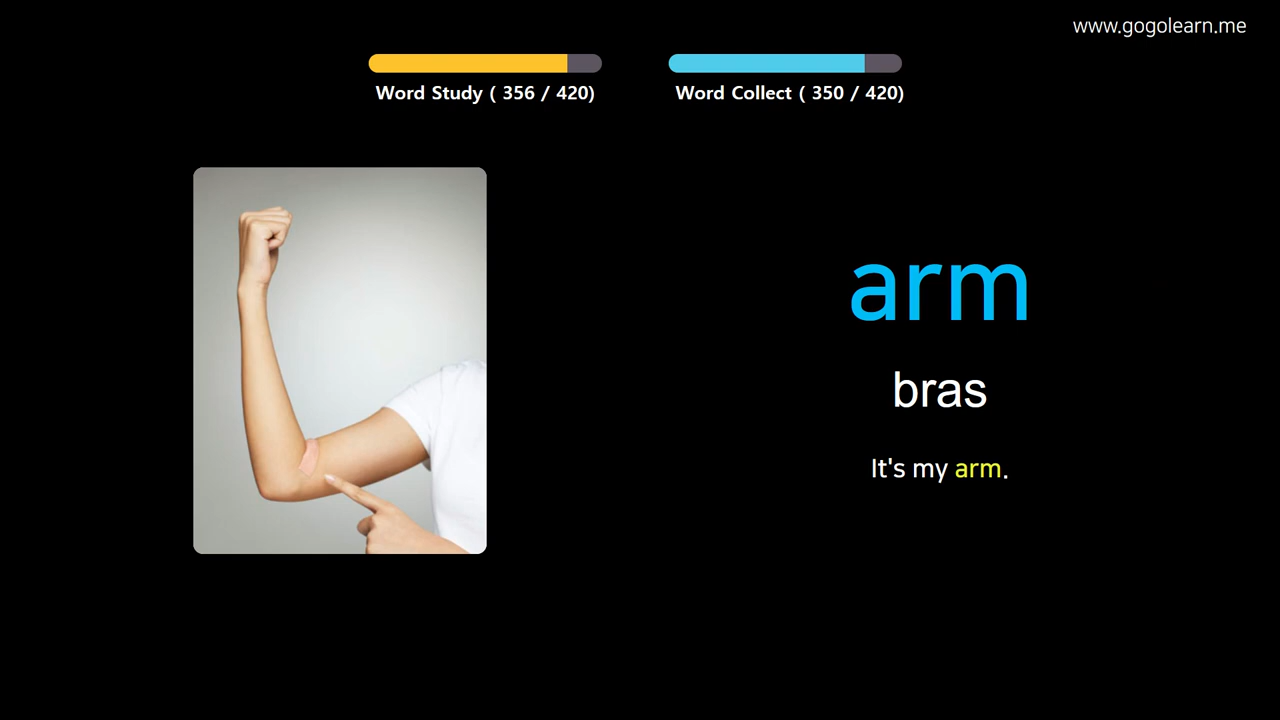 www.gogolearn.me
Word Study ( 356 / 420)
Word Collect ( 350 / 420)
arm
bras
It's my arm.